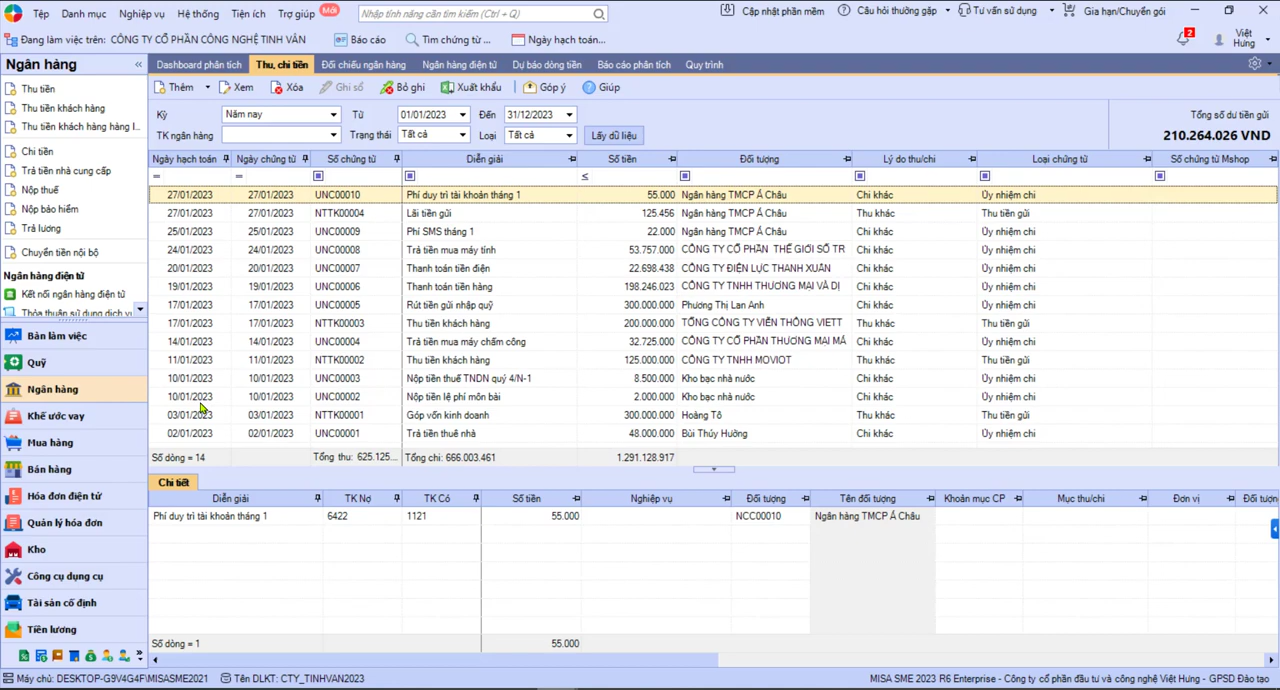 Tệp Danh mục Nghiệp vụ Hệ thống Tiện ích Trợ giúp Mới Nhập tính năng cần tìm kiếm (Ctrl + Q) Cập nhật phần mềm Câu hỏi thường gặp Tư vấn sử dụng Gia hạn/Chuyển gói
Đang làm việc trên: CÔNG TY CỔ PHẦN CÔNG NGHỆ TINH VÂN Báo cáo Tìm chứng từ ... Ngày hạch toán... 2 Việt Hưng
Ngân hàng «
Dashboard phân tích Thu, chi tiền Đối chiếu ngân hàng Ngân hàng điện tử Dự báo dòng tiền Báo cáo phân tích Quy trình
Thêm Xem Xóa Ghi sổ Bỏ ghi Xuất khẩu Góp ý Giúp
Kỳ Năm nay Từ 01/01/2023 Đến 31/12/2023
TK ngân hàng Trạng thái Tất cả Loại Tất cả Lấy dữ liệu
Tổng số dư tiền gửi
210.264.026 VND
Thu tiền
Thu tiền khách hàng
Thu tiền khách hàng hàng l...
Chi tiền
Trả tiền nhà cung cấp
Nộp thuế
Nộp bảo hiểm
Trả lương
Chuyển tiền nội bộ
Ngân hàng điện tử
Kết nối ngân hàng điện tử
Thỏa thuận sử dụng dịch vụ
Bàn làm việc
Quỹ
Ngân hàng
Khế ước vay
Mua hàng
Bán hàng
Hóa đơn điện tử
Quản lý hóa đơn
Kho
Công cụ dụng cụ
Tài sản cố định
Tiền lương
Ngày hạch toán Ngày chứng từ Số chứng từ Diễn giải Số tiền Đối tượng Lý do thu/chi Loại chứng từ Số chứng từ Mshop
= = ≤
27/01/2023 27/01/2023 UNC00010 Phí duy trì tài khoản tháng 1 55.000 Ngân hàng TMCP Á Châu Chi khác Ủy nhiệm chi
27/01/2023 27/01/2023 NTTK00004 Lãi tiền gửi 125.456 Ngân hàng TMCP Á Châu Thu khác Thu tiền gửi
25/01/2023 25/01/2023 UNC00009 Phí SMS tháng 1 22.000 Ngân hàng TMCP Á Châu Chi khác Ủy nhiệm chi
24/01/2023 24/01/2023 UNC00008 Trả tiền mua máy tính 53.757.000 CÔNG TY CỔ PHẦN THẾ GIỚI SỐ TR Chi khác Ủy nhiệm chi
20/01/2023 20/01/2023 UNC00007 Thanh toán tiền điện 22.698.438 CÔNG TY ĐIỆN LỰC THANH XUÂN Chi khác Ủy nhiệm chi
19/01/2023 19/01/2023 UNC00006 Thanh toán tiền hàng 198.246.023 CÔNG TY TNHH THƯƠNG MẠI VÀ DỊ Chi khác Ủy nhiệm chi
17/01/2023 17/01/2023 UNC00005 Rút tiền gửi nhập quỹ 300.000.000 Phương Thị Lan Anh Chi khác Ủy nhiệm chi
17/01/2023 17/01/2023 NTTK00003 Thu tiền khách hàng 200.000.000 TỔNG CÔNG TY VIỄN THÔNG VIETT Thu khác Thu tiền gửi
14/01/2023 14/01/2023 UNC00004 Trả tiền mua máy chấm công 32.725.000 CÔNG TY CỔ PHẦN THƯƠNG MẠI MÁ Chi khác Ủy nhiệm chi
11/01/2023 11/01/2023 NTTK00002 Thu tiền khách hàng 125.000.000 CÔNG TY TNHH MOVIOT Thu khác Thu tiền gửi
10/01/2023 10/01/2023 UNC00003 Nộp tiền thuế TNDN quý 4/N-1 8.500.000 Kho bạc nhà nước Chi khác Ủy nhiệm chi
10/01/2023 10/01/2023 UNC00002 Nộp tiền lệ phí môn bài 2.000.000 Kho bạc nhà nước Chi khác Ủy nhiệm chi
03/01/2023 03/01/2023 NTTK00001 Góp vốn kinh doanh 300.000.000 Hoàng Tô Thu khác Thu tiền gửi
02/01/2023 02/01/2023 UNC00001 Trả tiền thuê nhà 48.000.000 Bùi Thúy Hường Chi khác Ủy nhiệm chi
Số dòng = 14 Tổng thu: 625.125... Tổng chi: 666.003.461 1.291.128.917
Chi tiết
Diễn giải TK Nợ TK Có Số tiền Nghiệp vụ Đối tượng Tên đối tượng Khoản mục CP Mục thu/chi Đơn vị Đối tượn
Phí duy trì tài khoản tháng 1 6422 1121 55.000 NCC00010 Ngân hàng TMCP Á Châu
Số dòng = 1 55.000
Máy chủ: DESKTOP-G9V4G4F\MISASME2021 Tên DLKT: CTY_TINHVAN2023 MISA SME 2023 R6 Enterprise - Công ty cổ phần đầu tư và công nghệ Việt Hưng - GPSD Đào tạo